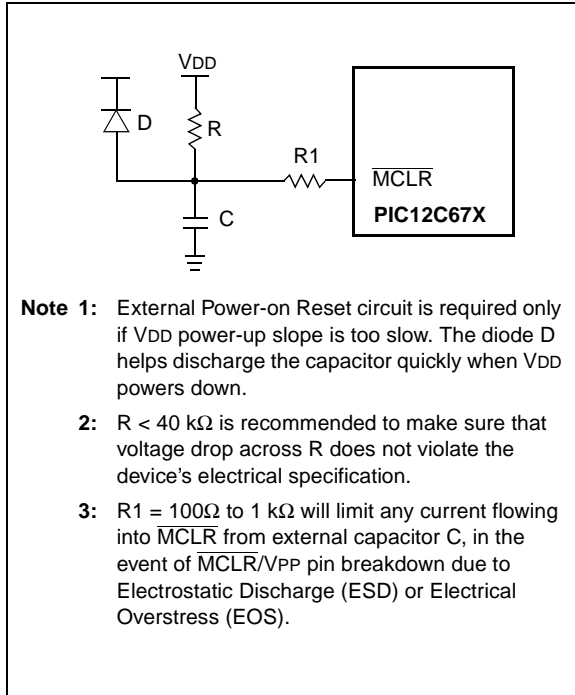 VDD
D
R
R1
MCLR
PIC12C67X
C
Note 1: External Power-on Reset circuit is required only
if VDD power-up slope is too slow. The diode D
helps discharge the capacitor quickly when VDD
powers down.
2: R < 40 kΩ is recommended to make sure that
voltage drop across R does not violate the
device's electrical specification.
3: R1 = 100Ω to 1 kΩ will limit any current flowing
into MCLR from external capacitor C, in the
event of MCLR/VPP pin breakdown due to
Electrostatic Discharge (ESD) or Electrical
Overstress (EOS).